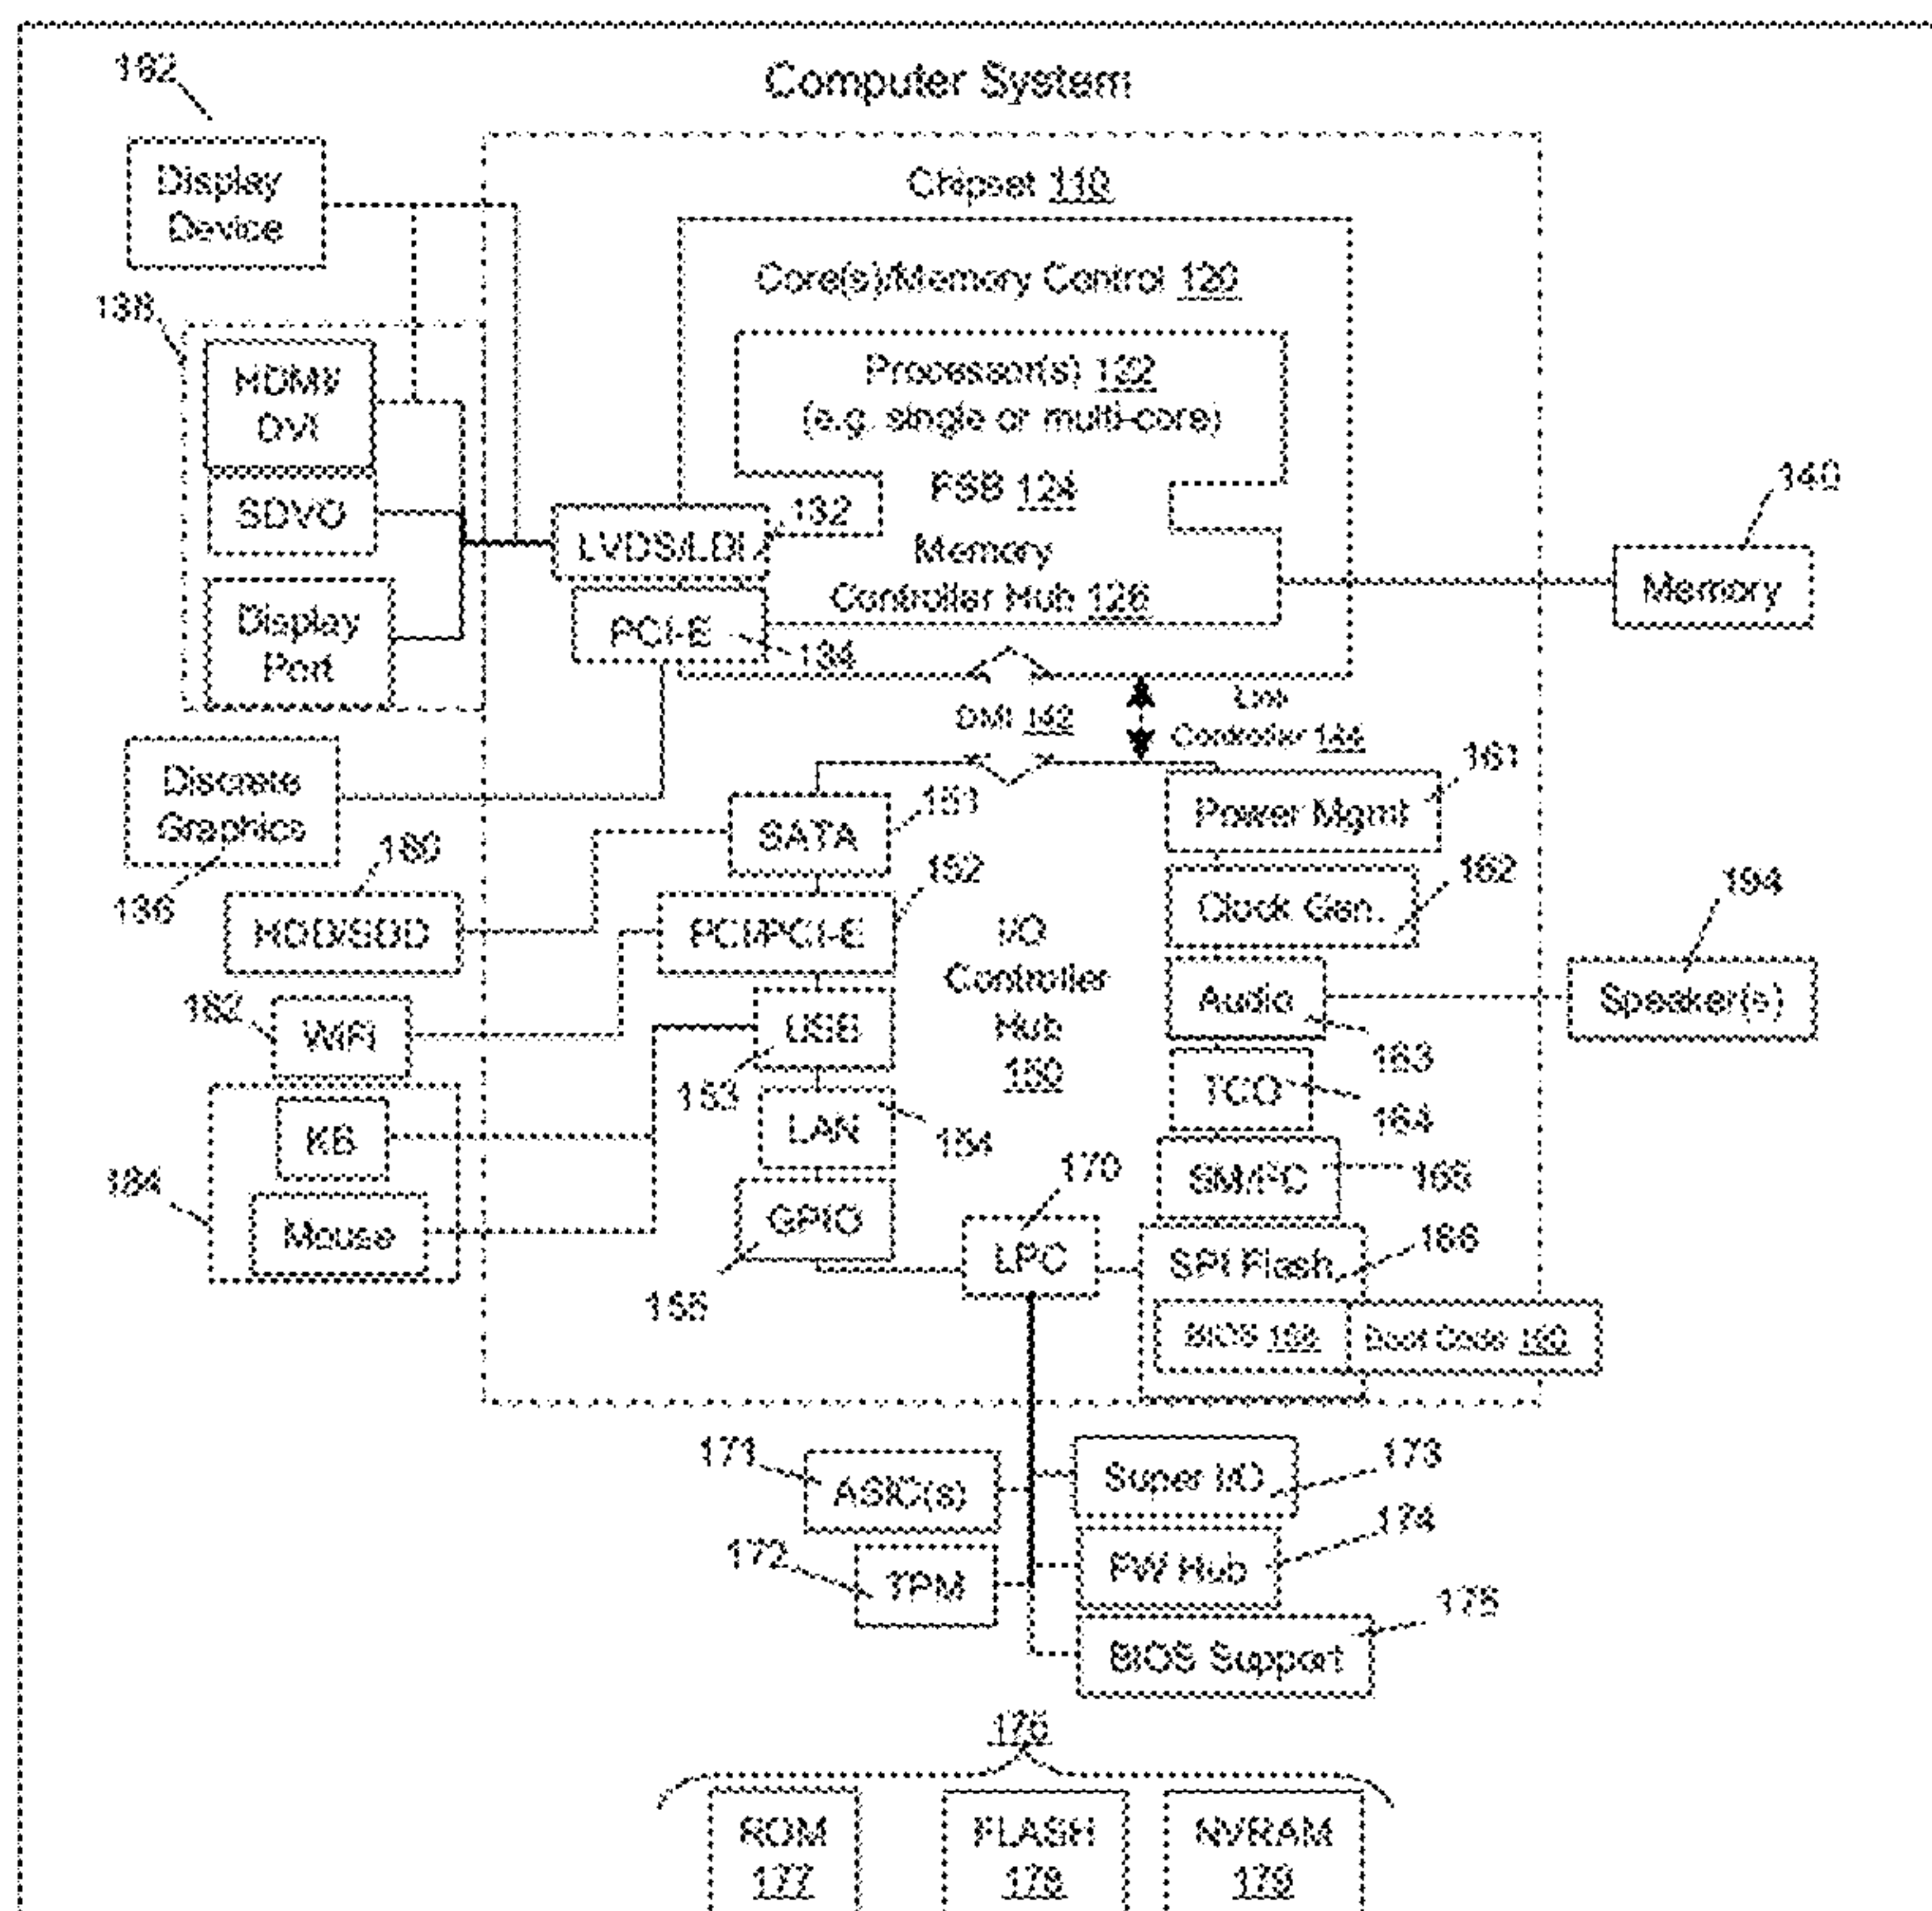 Computer System
182
Display
Device
Chipset 110
Core(s)/Memory Control 120
138
HDMI/
DVI
Processor(s) 122
(e.g. single or multi-core)
SDVO
FSB 124
132
LVDS/LDI
Memory
Controller Hub 126
140
Memory
Display
Port
PCI-E
134
DMI 142
Link
Controller 144
Discrete
Graphics
136
151
SATA
161
Power Mgmt
180
HDD/SDD
152
PCI/PCI-E
162
Clock Gen.
I/O
Controller
Hub
150
194
Speaker(s)
Audio
163
182
WiFi
USB
153
TCO
164
184
KB
Mouse
LAN
154
170
LPC
SM/I²C
165
GPIO
155
SPI Flash
166
BIOS 168
Boot Code 190
171
ASIC(s)
173
Super I/O
172
TPM
174
FW Hub
175
BIOS Support
176
ROM
177
FLASH
178
NVRAM
179